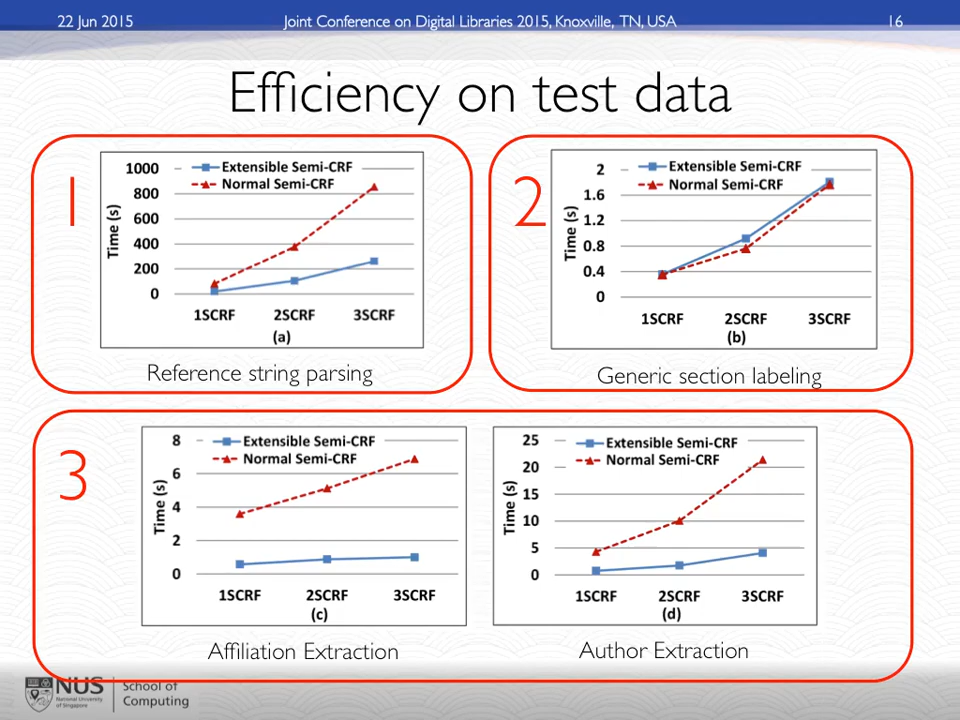 22 Jun 2015 Joint Conference on Digital Libraries 2015, Knoxville, TN, USA 16
Efficiency on test data
1
Extensible Semi-CRF
Normal Semi-CRF
Time (s)
1000
800
600
400
200
0
1SCRF 2SCRF 3SCRF
(a)
Reference string parsing
2
Extensible Semi-CRF
Normal Semi-CRF
Time (s)
2
1.6
1.2
0.8
0.4
0
1SCRF 2SCRF 3SCRF
(b)
Generic section labeling
3
Extensible Semi-CRF
Normal Semi-CRF
Time (s)
8
6
4
2
0
1SCRF 2SCRF 3SCRF
(c)
Affiliation Extraction
Extensible Semi-CRF
Normal Semi-CRF
Time (s)
25
20
15
10
5
0
1SCRF 2SCRF 3SCRF
(d)
Author Extraction
NUS
National University
of Singapore
School of
Computing